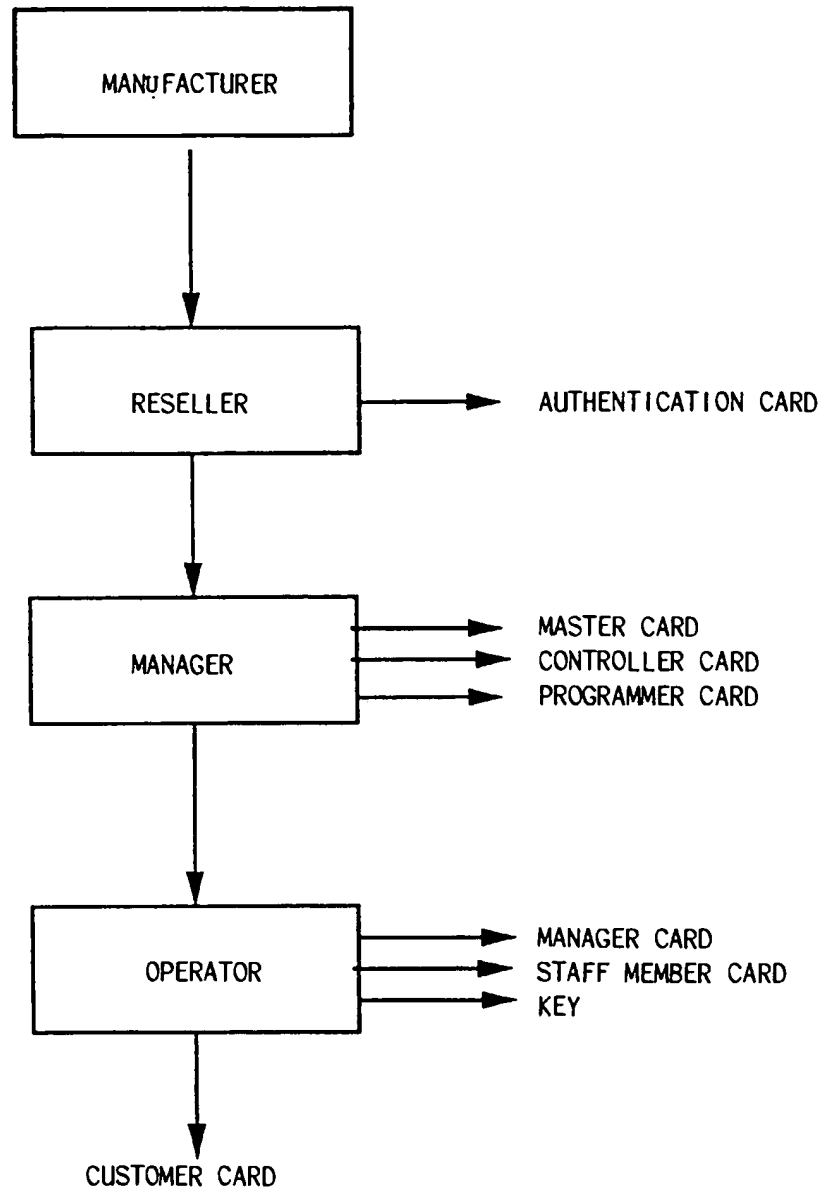 MANUFACTURER
RESELLER
AUTHENTICATION CARD
MANAGER
MASTER CARD
CONTROLLER CARD
PROGRAMMER CARD
OPERATOR
MANAGER CARD
STAFF MEMBER CARD
KEY
CUSTOMER CARD